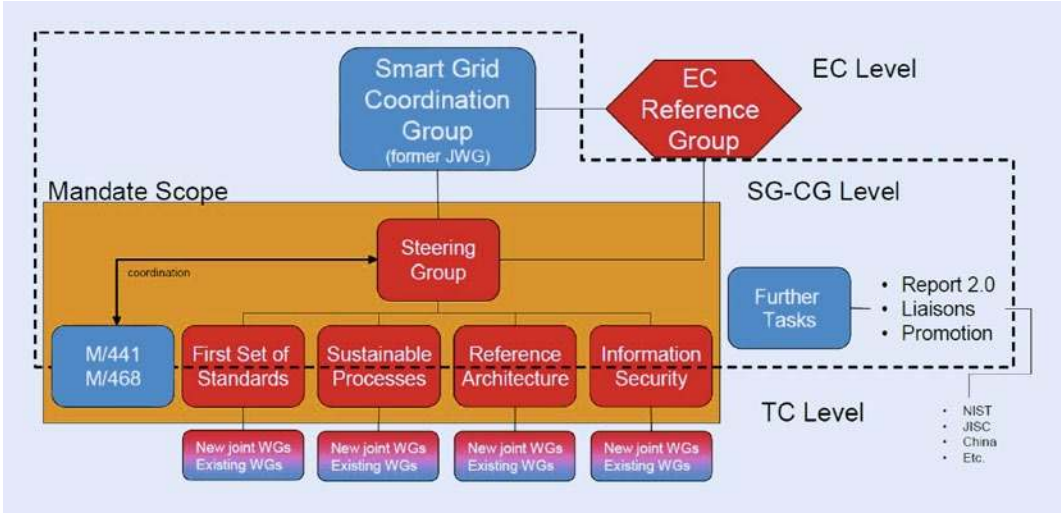 Smart Grid
Coordination
Group
(former JWG)
EC
Reference
Group
EC Level
Mandate Scope
SG-CG Level
Steering
Group
coordination
Further
Tasks
• Report 2.0
• Liaisons
• Promotion
M/441
M/468
First Set of
Standards
Sustainable
Processes
Reference
Architecture
Information
Security
TC Level
• NIST
• JISC
• China
• Etc.
New joint WGs
Existing WGs
New joint WGs
Existing WGs
New joint WGs
Existing WGs
New joint WGs
Existing WGs